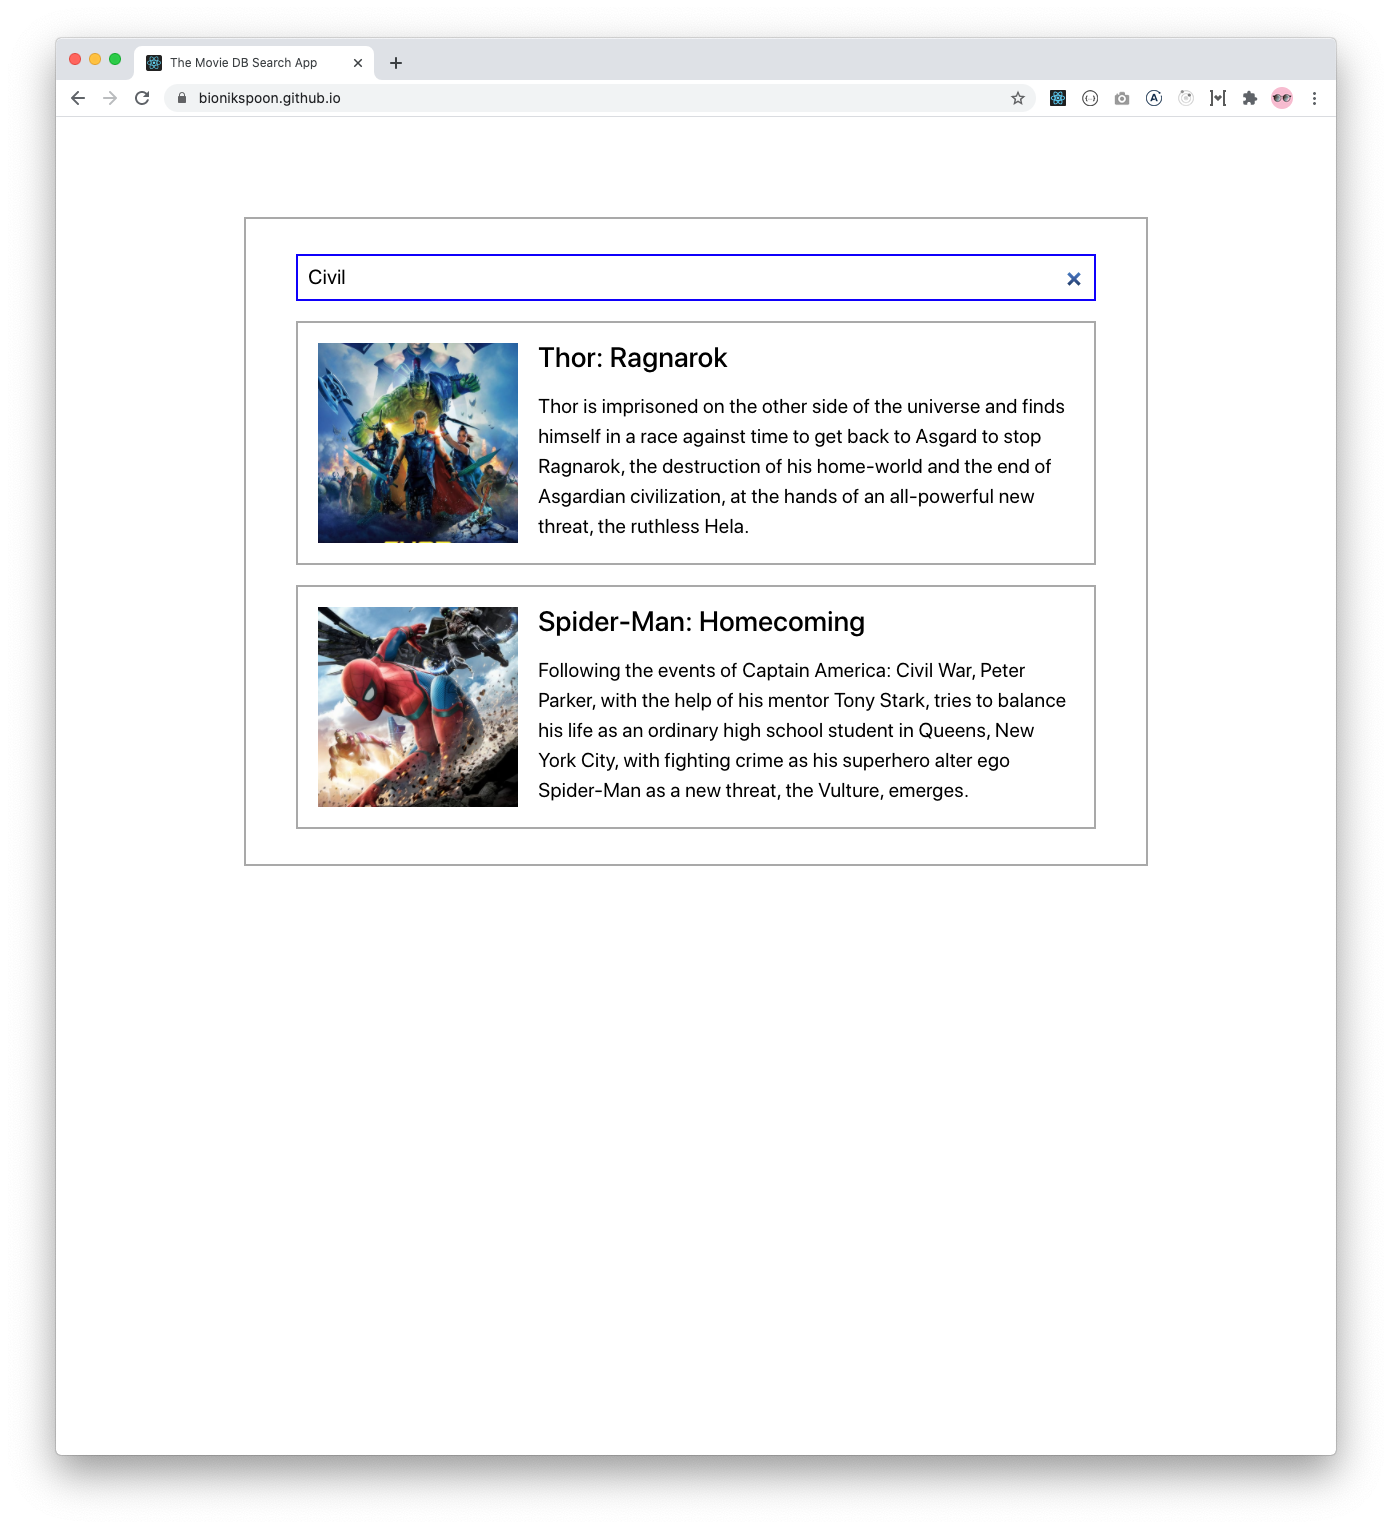 The Movie DB Search App
bionikspoon.github.io
Civil
Thor: Ragnarok
Thor is imprisoned on the other side of the universe and finds
himself in a race against time to get back to Asgard to stop
Ragnarok, the destruction of his home-world and the end of
Asgardian civilization, at the hands of an all-powerful new
threat, the ruthless Hela.
Spider-Man: Homecoming
Following the events of Captain America: Civil War, Peter
Parker, with the help of his mentor Tony Stark, tries to balance
his life as an ordinary high school student in Queens, New
York City, with fighting crime as his superhero alter ego
Spider-Man as a new threat, the Vulture, emerges.